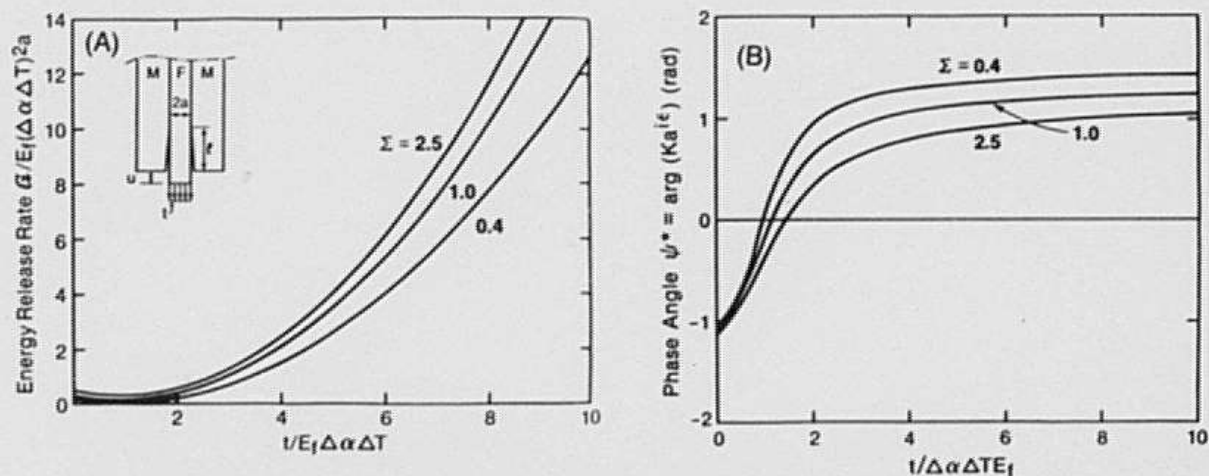 (A)
Energy Release Rate G/E_f(ΔαΔT)²a
14
12
10
8
6
4
2
0
M F M
2a
ℓ
u
t
Σ = 2.5
1.0
0.4
2 4 6 8 10
t/E_fΔαΔT
(B)
Phase Angle ψ* = arg (Ka^iε) (rad)
2
1
0
-1
-2
Σ = 0.4
1.0
2.5
0 2 4 6 8 10
t/ΔαΔTE_f